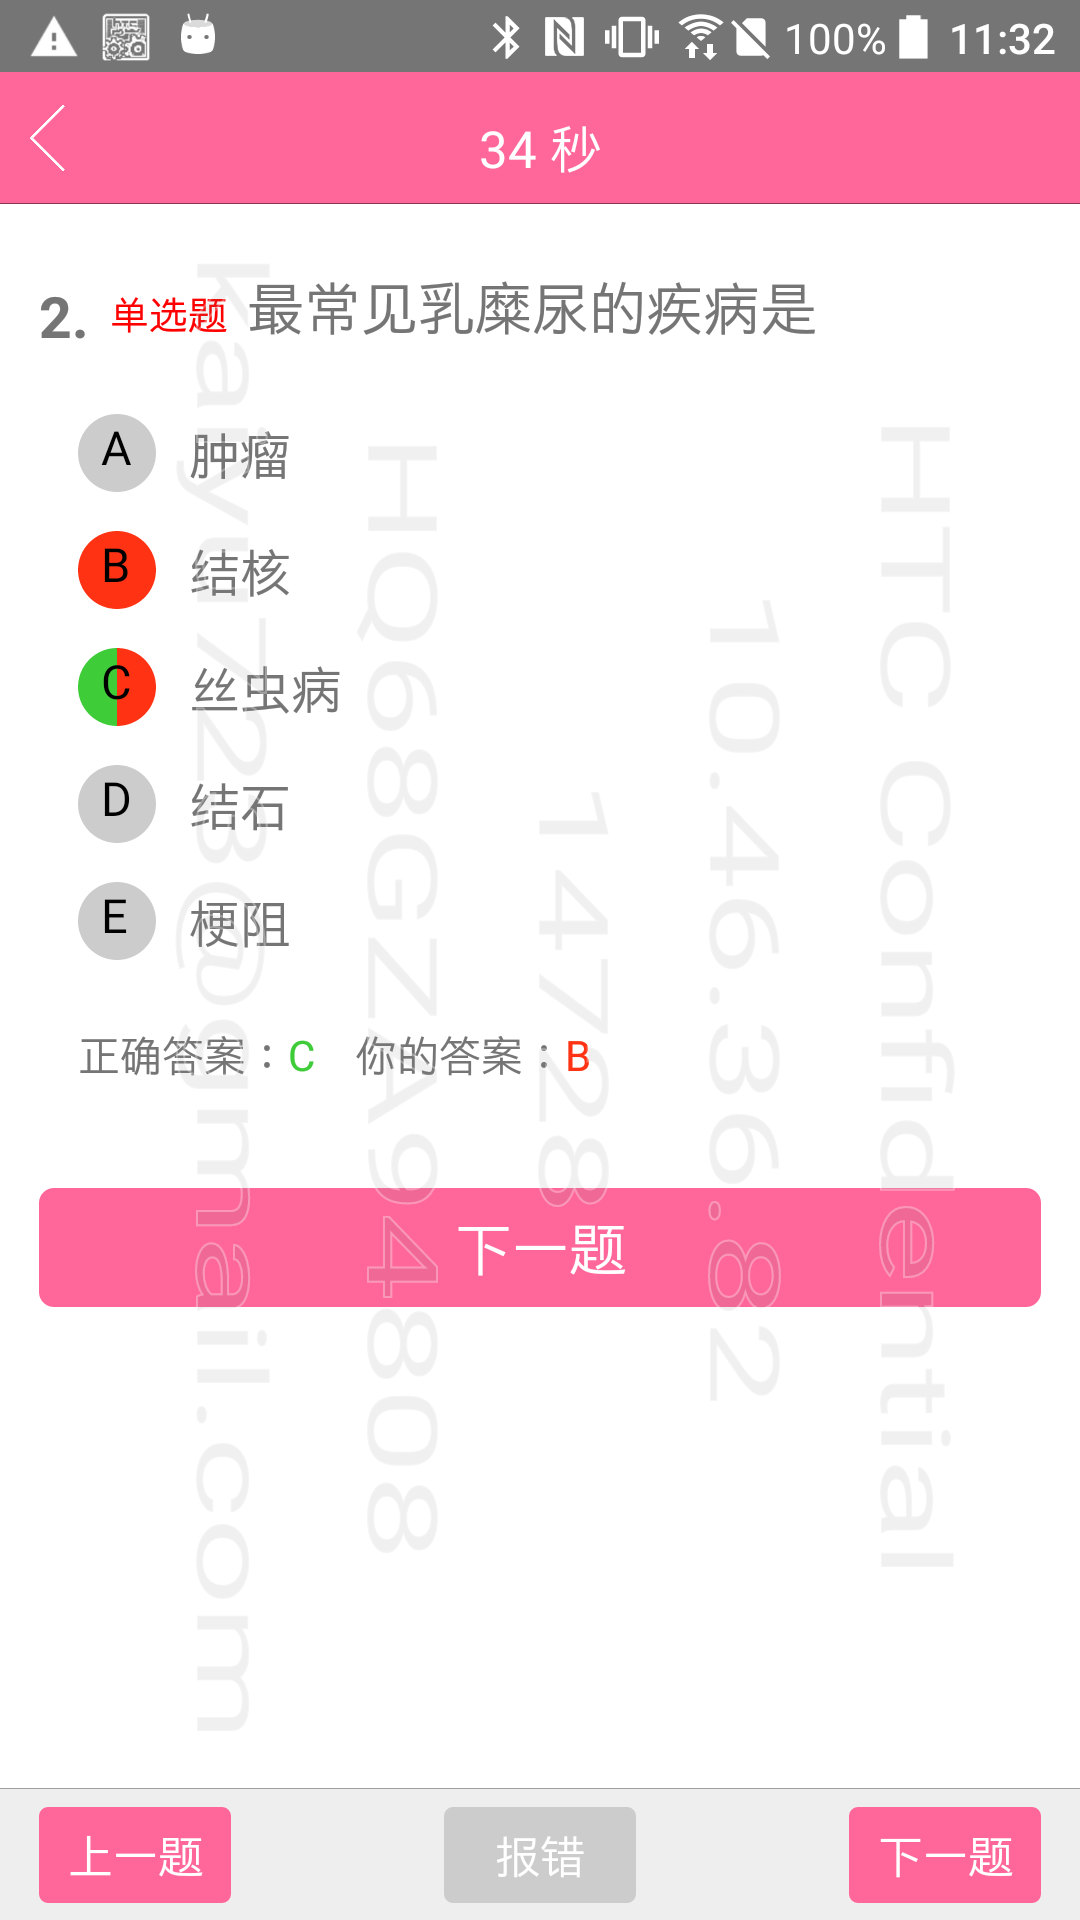 100% 11:32
34 秒
2. 单选题 最常见乳糜尿的疾病是
A 肿瘤
B 结核
C 丝虫病
D 结石
E 梗阻
正确答案：C 你的答案：B
下一题
上一题 报错 下一题
HTC Confidential
10.46.36.82
14728
HQ68GZA94808
kaiyu723@gmail.com